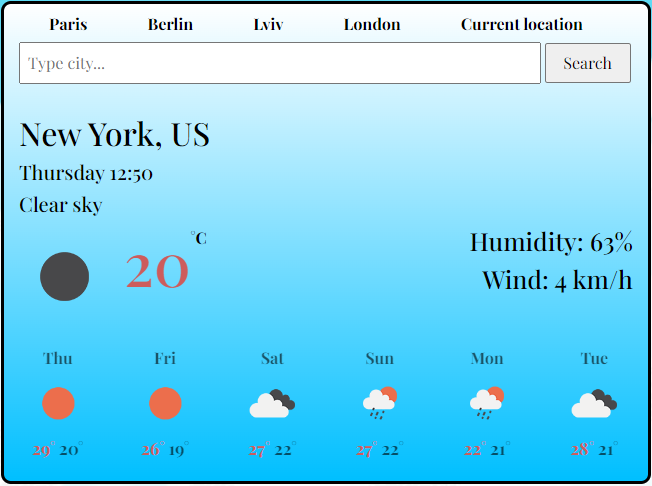 Paris Berlin Lviv London Current location
Type city... Search
New York, US
Thursday 12:50
Clear sky
20 °C
Humidity: 63%
Wind: 4 km/h
Thu Fri Sat Sun Mon Tue
29° 20° 26° 19° 27° 22° 27° 22° 22° 21° 28° 21°